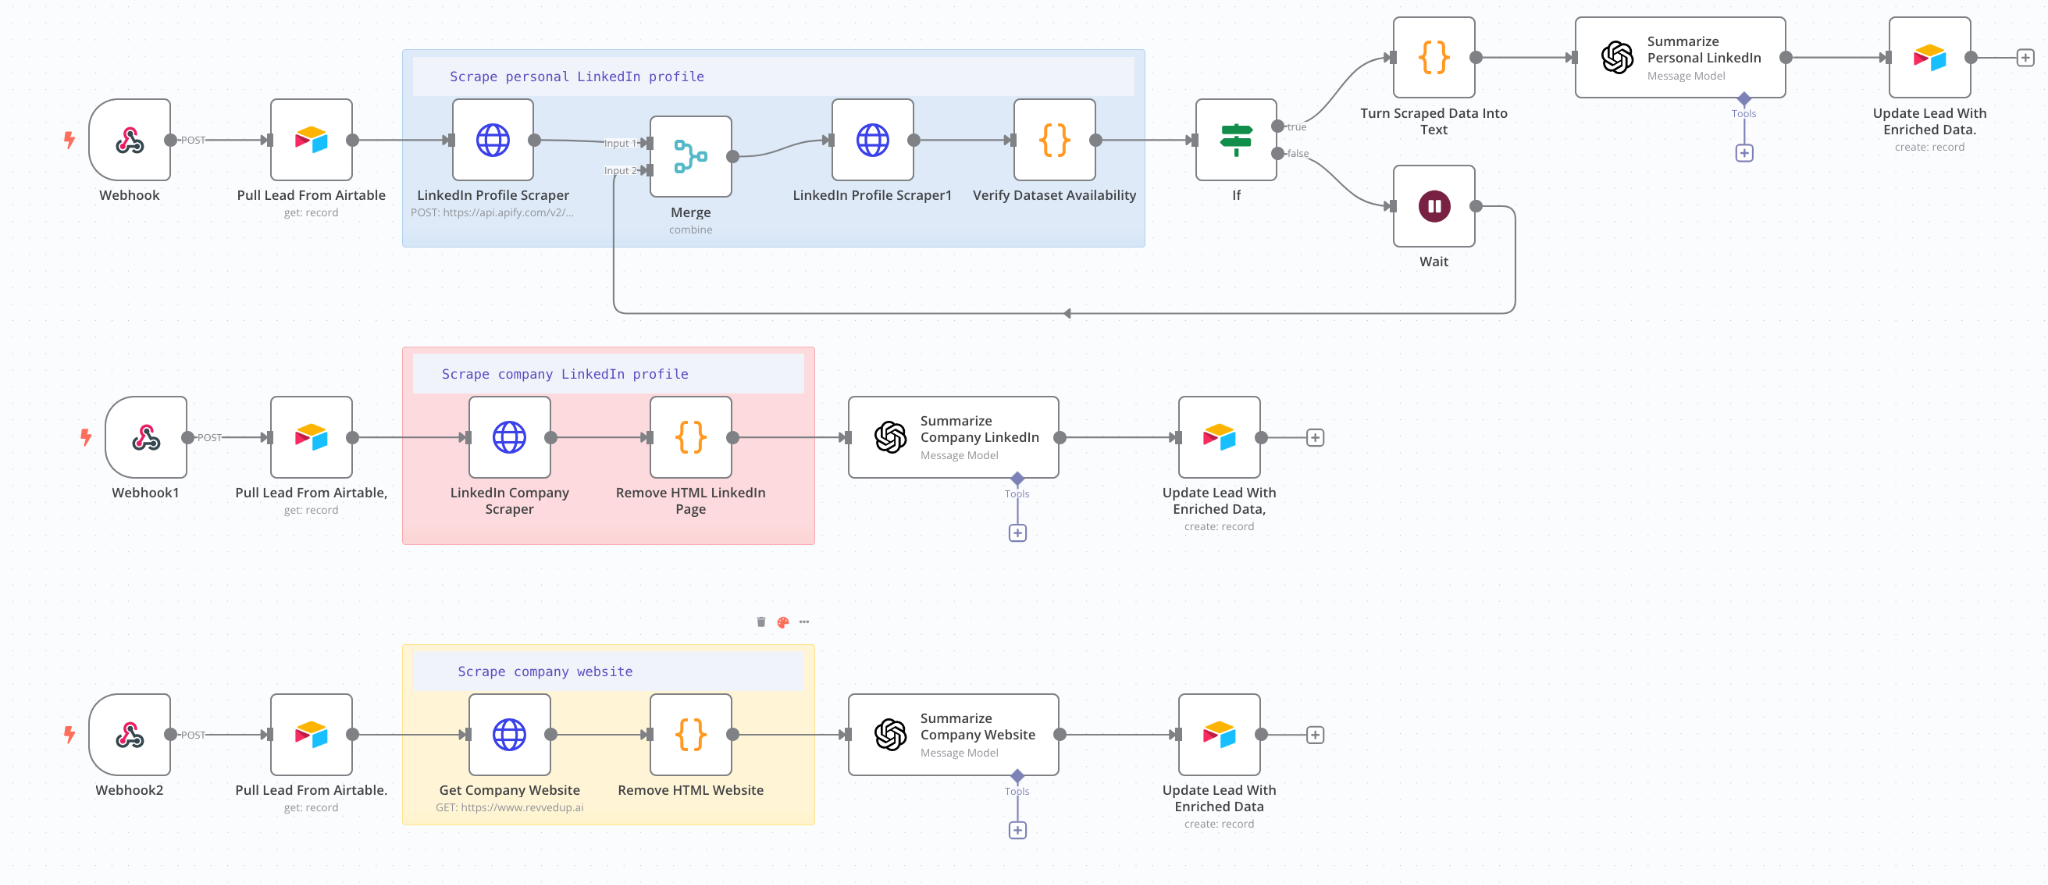 Scrape personal LinkedIn profile
POST
Webhook
Pull Lead From Airtable
get: record
LinkedIn Profile Scraper
POST: https://api.apify.com/v2/...
Input 1
Input 2
Merge
combine
LinkedIn Profile Scraper1
Verify Dataset Availability
If
true
false
Turn Scraped Data Into
Text
Wait
Summarize
Personal LinkedIn
Message Model
Tools
Update Lead With
Enriched Data.
create: record
Scrape company LinkedIn profile
POST
Webhook1
Pull Lead From Airtable,
get: record
LinkedIn Company
Scraper
Remove HTML LinkedIn
Page
Summarize
Company LinkedIn
Message Model
Tools
Update Lead With
Enriched Data,
create: record
Scrape company website
POST
Webhook2
Pull Lead From Airtable.
get: record
Get Company Website
GET: https://www.revvedup.ai
Remove HTML Website
Summarize
Company Website
Message Model
Tools
Update Lead With
Enriched Data
create: record